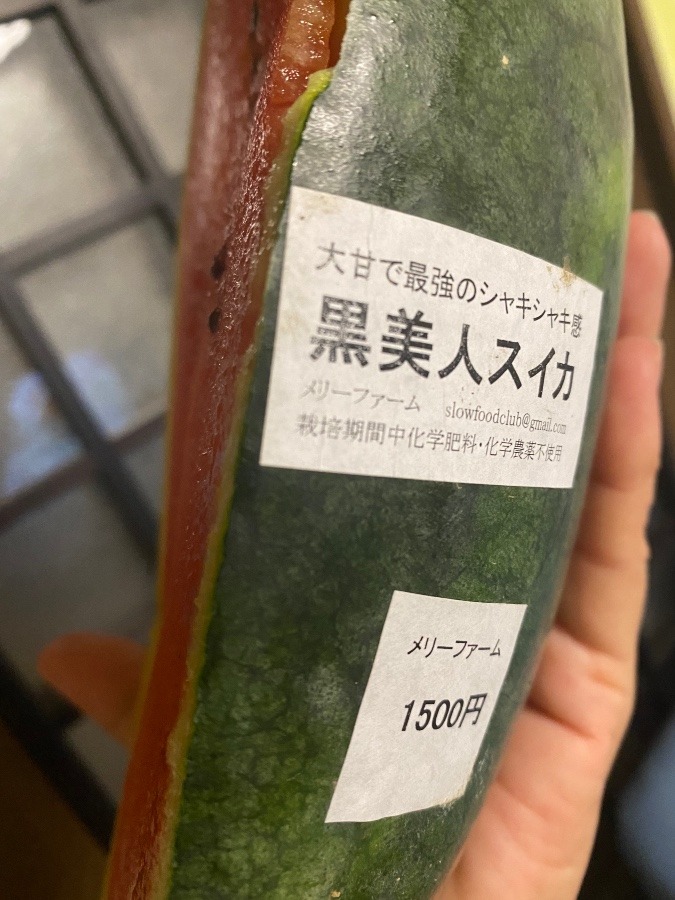 大甘で最強のシャキシャキ感
黒美人スイカ
メリーファーム slowfoodclub@gmail.com
栽培期間中化学肥料・化学農薬不使用
メリーファーム
1500円